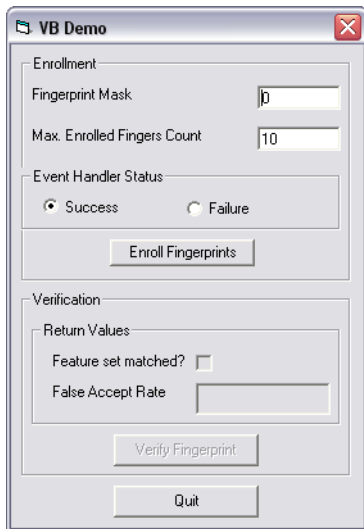 VB Demo
Enrollment
Fingerprint Mask 0
Max. Enrolled Fingers Count 10
Event Handler Status
Success Failure
Enroll Fingerprints
Verification
Return Values
Feature set matched?
False Accept Rate
Verify Fingerprint
Quit